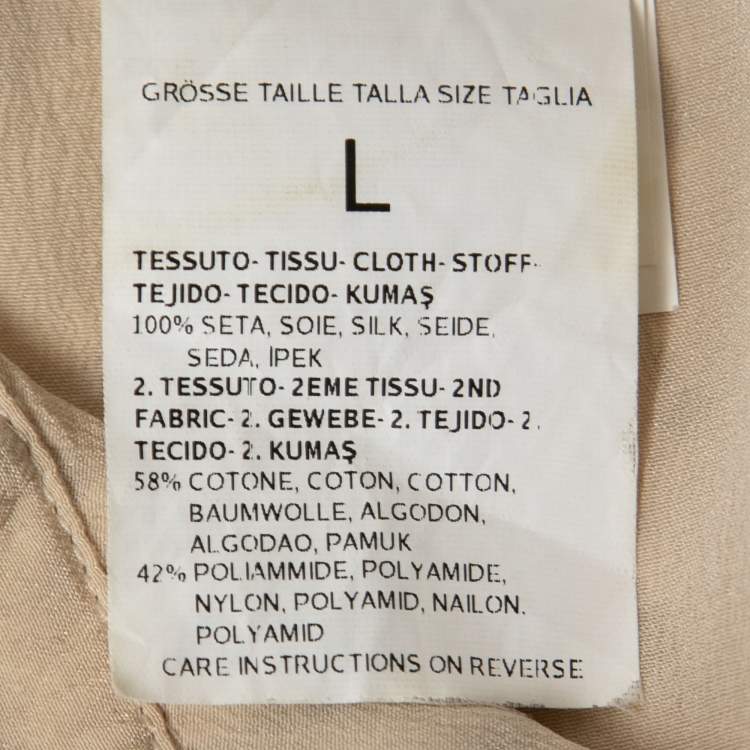 GRÖSSE TAILLE TALLA SIZE TAGLIA
L
TESSUTO- TISSU- CLOTH- STOFF-
TEJIDO- TECIDO- KUMAŞ
100% SETA, SOIE, SILK, SEIDE,
SEDA, İPEK
2. TESSUTO- 2EME TISSU- 2ND
FABRIC- 2. GEWEBE- 2. TEJIDO- 2.
TECIDO- 2. KUMAŞ
58% COTONE, COTON, COTTON,
BAUMWOLLE, ALGODON,
ALGODAO, PAMUK
42% POLIAMMIDE, POLYAMIDE,
NYLON, POLYAMID, NAILON,
POLYAMID
CARE INSTRUCTIONS ON REVERSE